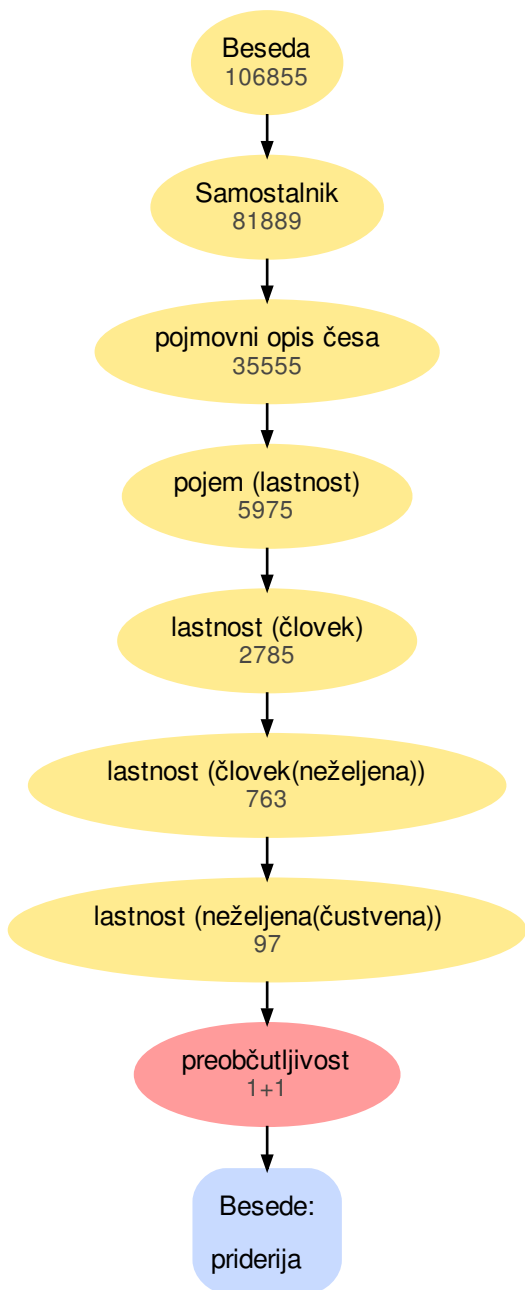 Beseda
106855
Samostalnik
81889
pojmovni opis česa
35555
pojem (lastnost)
5975
lastnost (človek)
2785
lastnost (človek(neželjena))
763
lastnost (neželjena(čustvena))
97
preobčutljivost
1+1
Besede:
priderija